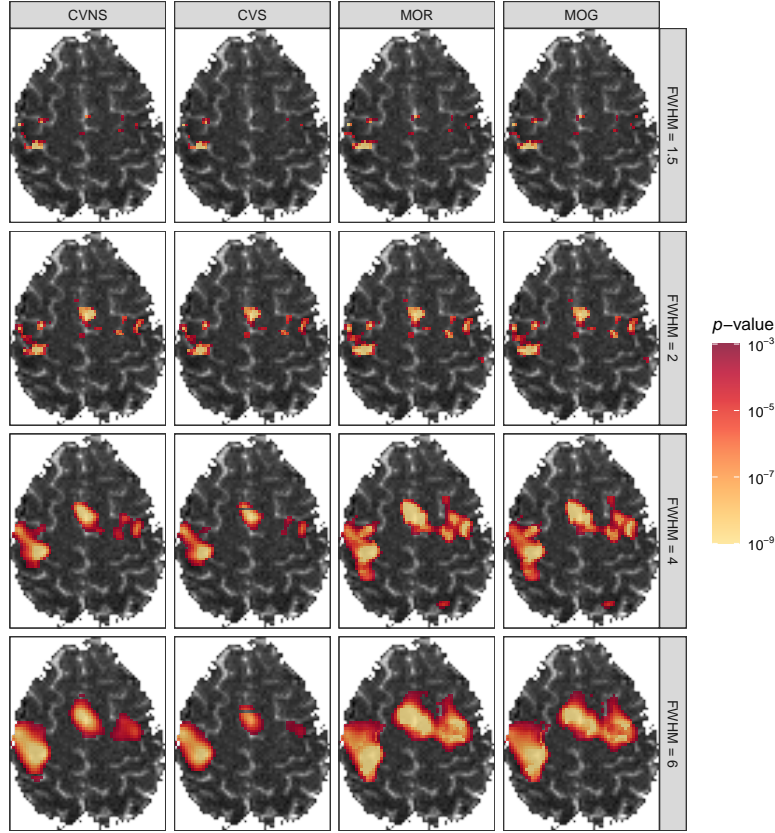 CVNS
CVS
MOR
MOG
FWHM = 1.5
FWHM = 2
FWHM = 4
FWHM = 6
p−value
10−3
10−5
10−7
10−9